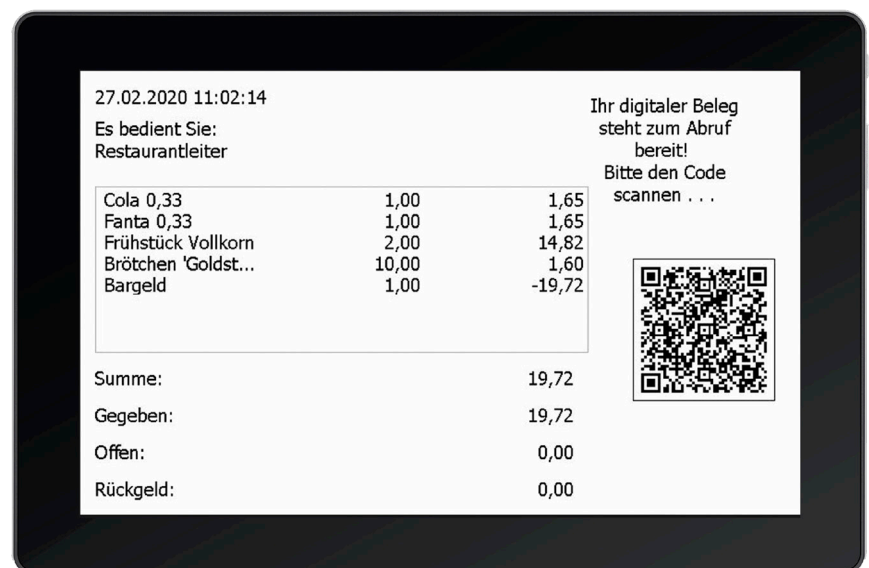 27.02.2020 11:02:14
Es bedient Sie:
Restaurantleiter
Cola 0,33 1,00 1,65
Fanta 0,33 1,00 1,65
Frühstück Vollkorn 2,00 14,82
Brötchen 'Goldst... 10,00 1,60
Bargeld 1,00 -19,72
Summe: 19,72
Gegeben: 19,72
Offen: 0,00
Rückgeld: 0,00
Ihr digitaler Beleg
steht zum Abruf
bereit!
Bitte den Code
scannen . . .